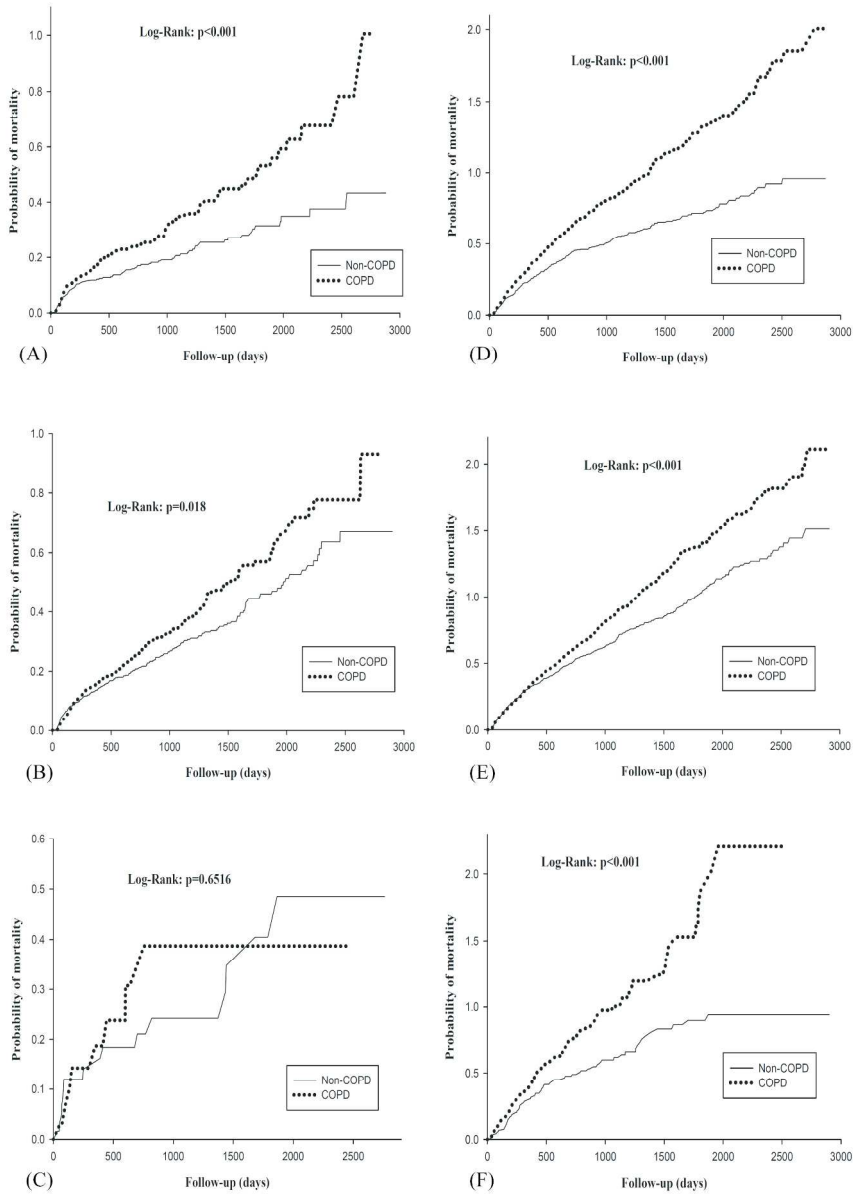 Log-Rank: p<0.001
Probability of mortality
1.0
0.8
0.6
0.4
0.2
0.0
0 500 1000 1500 2000 2500 3000
Non-COPD
COPD
Follow-up (days)
(A)
Log-Rank: p<0.001
Probability of mortality
2.0
1.5
1.0
0.5
0.0
0 500 1000 1500 2000 2500 3000
Non-COPD
COPD
Follow-up (days)
(D)
Log-Rank: p=0.018
Probability of mortality
1.0
0.8
0.6
0.4
0.2
0.0
0 500 1000 1500 2000 2500 3000
Non-COPD
COPD
Follow-up (days)
(B)
Log-Rank: p<0.001
Probability of mortality
2.0
1.5
1.0
0.5
0.0
0 500 1000 1500 2000 2500 3000
Non-COPD
COPD
Follow-up (days)
(E)
Log-Rank: p=0.6516
Probability of mortality
0.6
0.5
0.4
0.3
0.2
0.1
0.0
0 500 1000 1500 2000 2500
Non-COPD
COPD
Follow-up (days)
(C)
Log-Rank: p<0.001
Probability of mortality
2.0
1.5
1.0
0.5
0.0
0 500 1000 1500 2000 2500 3000
Non-COPD
COPD
Follow-up (days)
(F)